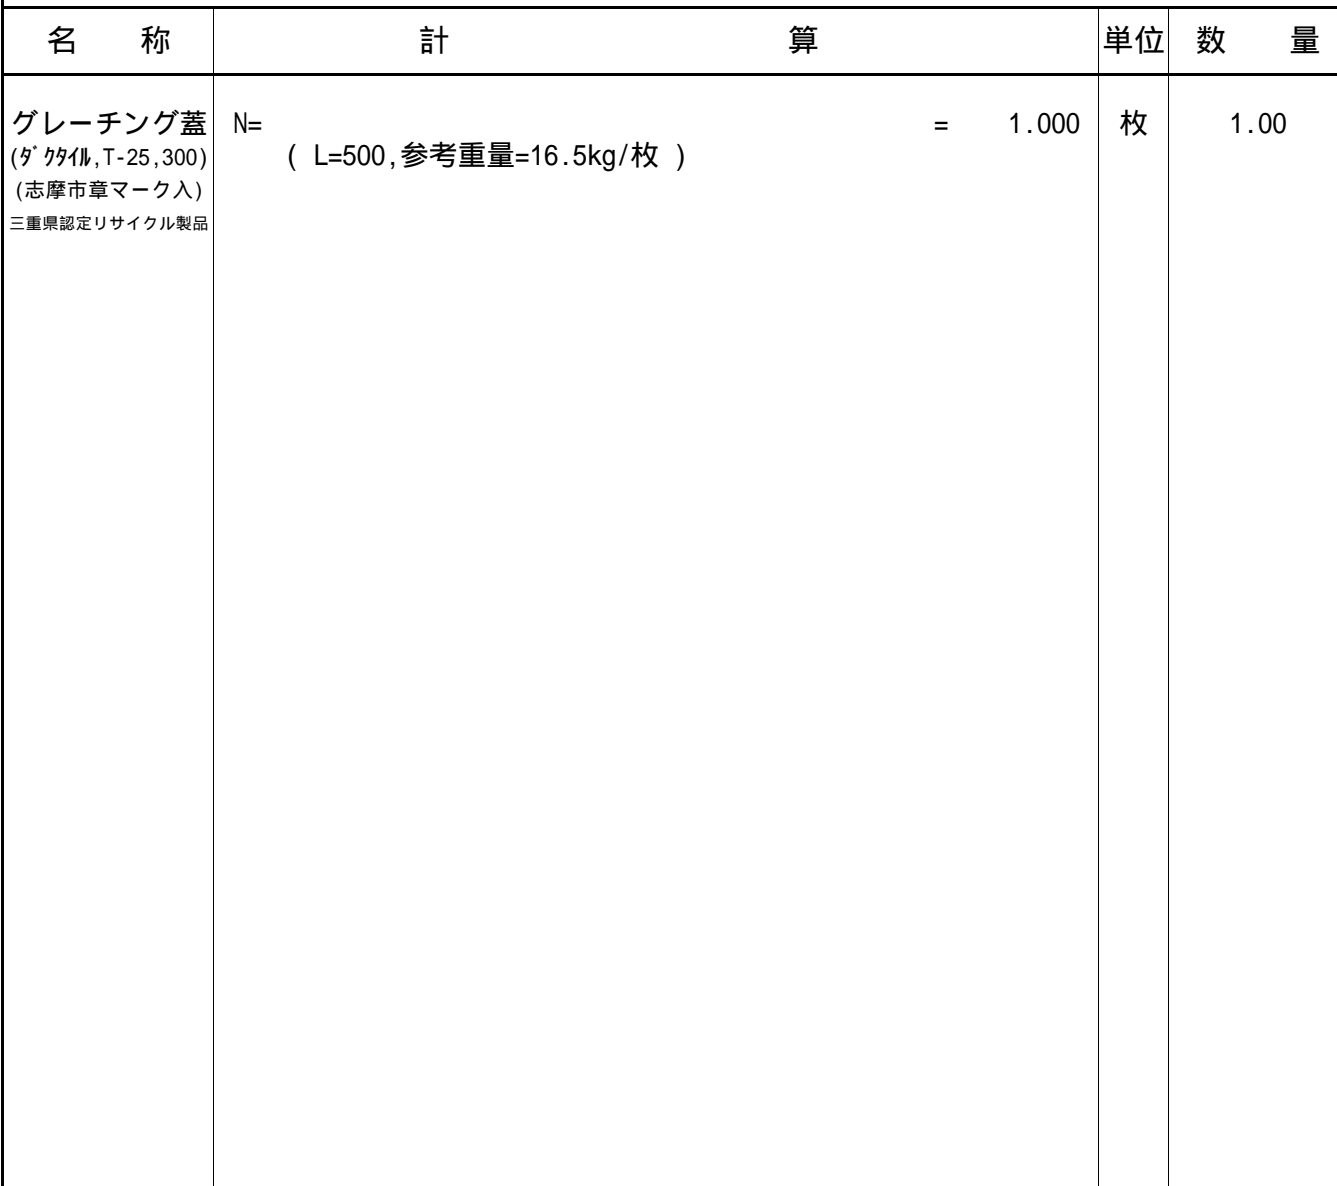 名 称 計 算 単位 数 量
グレーチング蓋 N= = 1.000 枚 1.00
(ダクタイル,T-25,300) ( L=500,参考重量=16.5kg/枚 )
(志摩市章マーク入)
三重県認定リサイクル製品